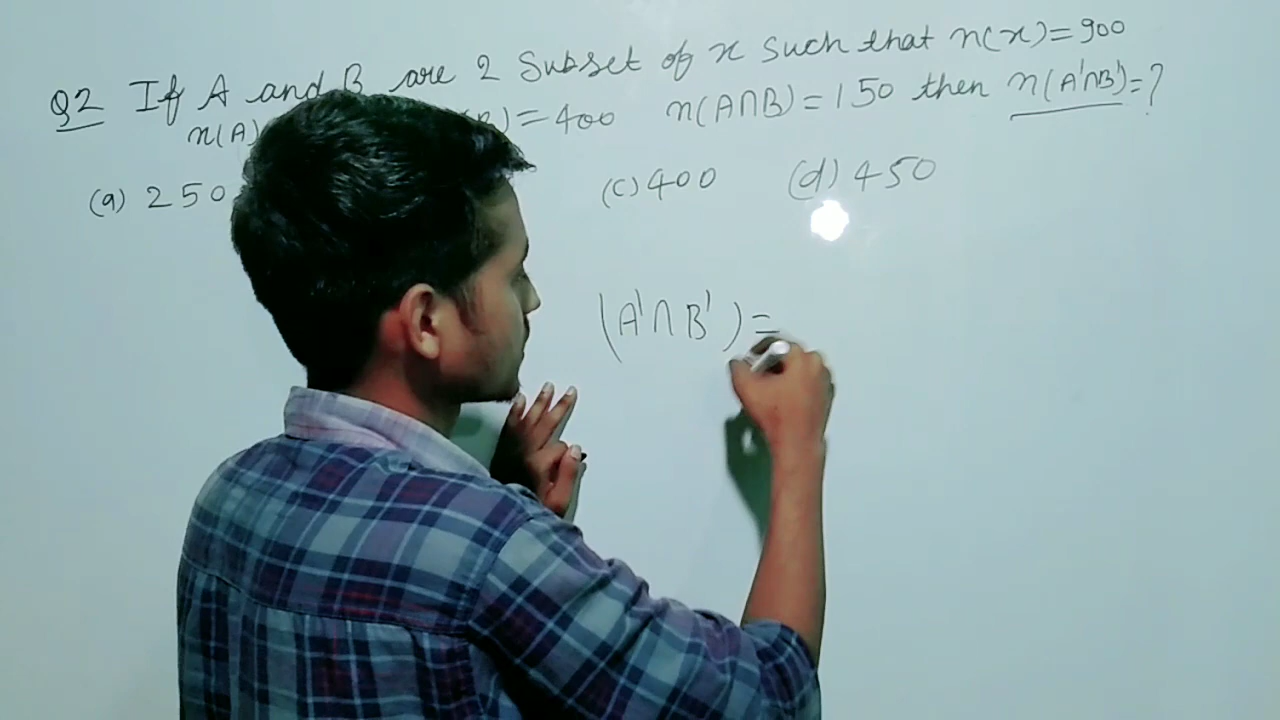 Q2 If A and B are 2 Subset of x such that n(x)=900
n(A) )=400 n(A∩B)=150 then n(A'∩B')=?
(a) 250 (c) 400 (d) 450
(A'∩B')=